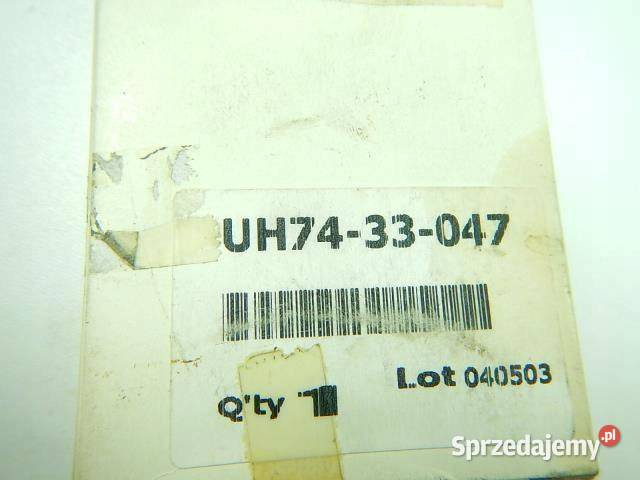 UH74-33-047
Q'ty 1 Lot 040503
Sprzedajemy.pl